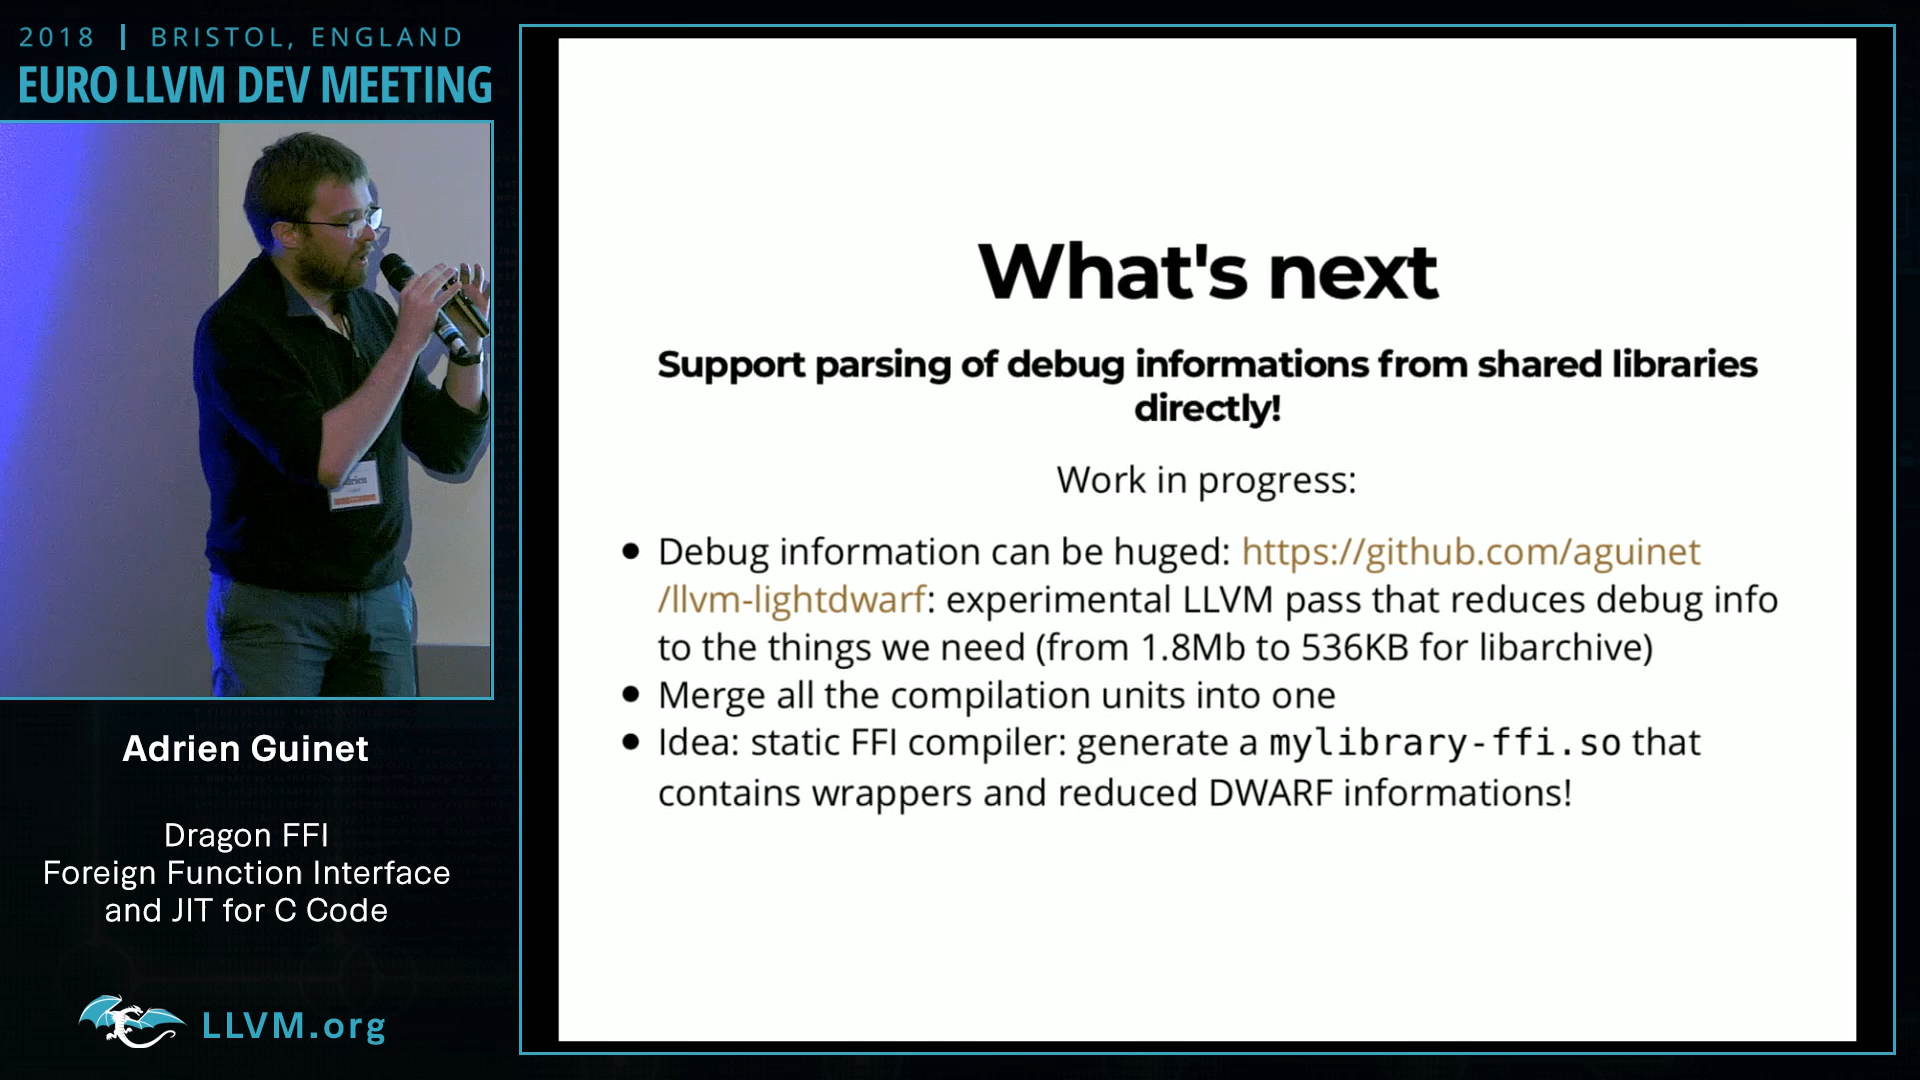 2018 | BRISTOL, ENGLAND
EURO LLVM DEV MEETING
What's next
Support parsing of debug informations from shared libraries
directly!
Work in progress:
• Debug information can be huged: https://github.com/aguinet
/llvm-lightdwarf: experimental LLVM pass that reduces debug info
to the things we need (from 1.8Mb to 536KB for libarchive)
• Merge all the compilation units into one
• Idea: static FFI compiler: generate a mylibrary-ffi.so that
contains wrappers and reduced DWARF informations!
Adrien Guinet
Dragon FFI
Foreign Function Interface
and JIT for C Code
LLVM.org